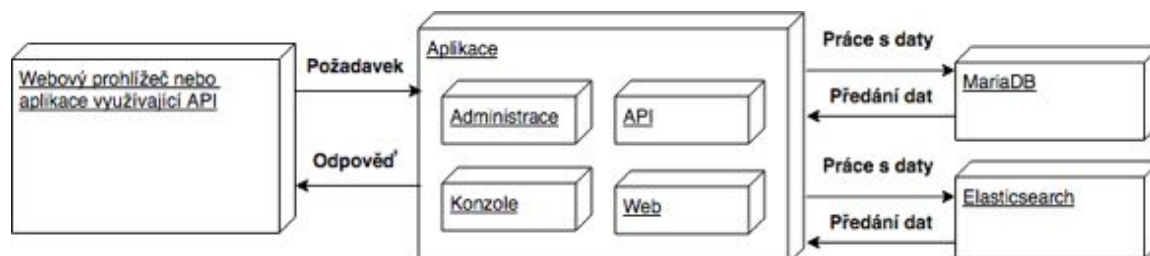 Webový prohlížeč nebo
aplikace využívající API
Požadavek
Odpověď
Aplikace
Administrace
API
Konzole
Web
Práce s daty
Předání dat
MariaDB
Práce s daty
Předání dat
Elasticsearch